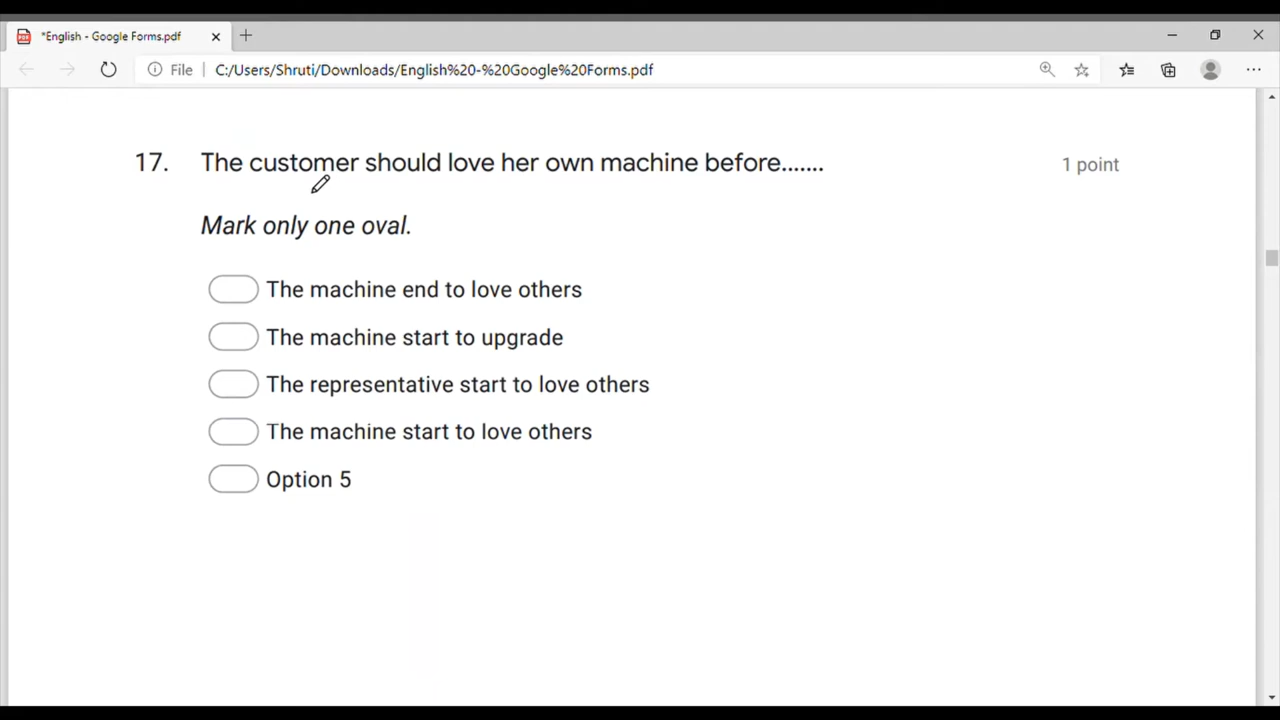 *English - Google Forms.pdf
File | C:/Users/Shruti/Downloads/English%20-%20Google%20Forms.pdf
17. The customer should love her own machine before....... 1 point
Mark only one oval.
The machine end to love others
The machine start to upgrade
The representative start to love others
The machine start to love others
Option 5